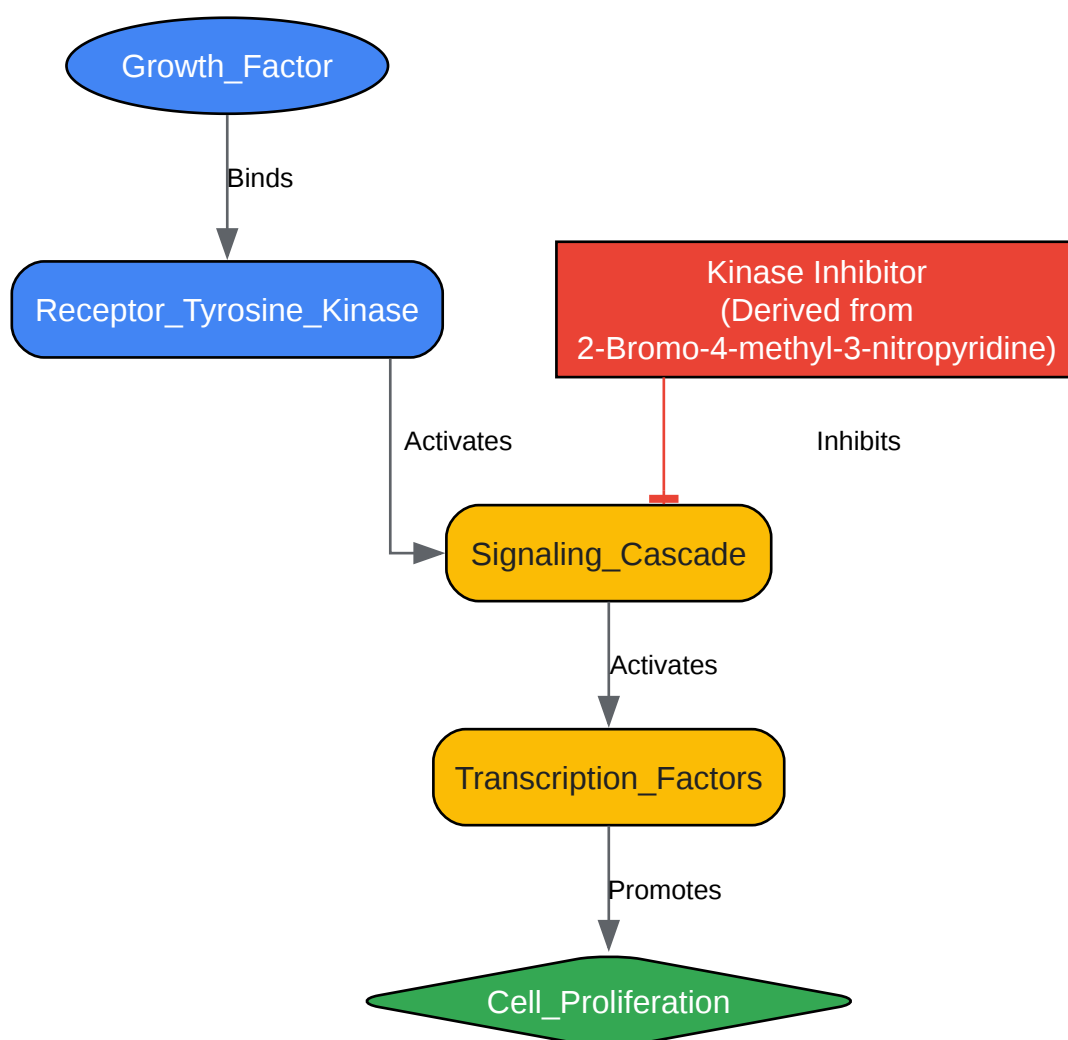 Growth_Factor
Binds
Receptor_Tyrosine_Kinase
Kinase Inhibitor
(Derived from
2-Bromo-4-methyl-3-nitropyridine)
Activates
Inhibits
Signaling_Cascade
Activates
Transcription_Factors
Promotes
Cell_Proliferation